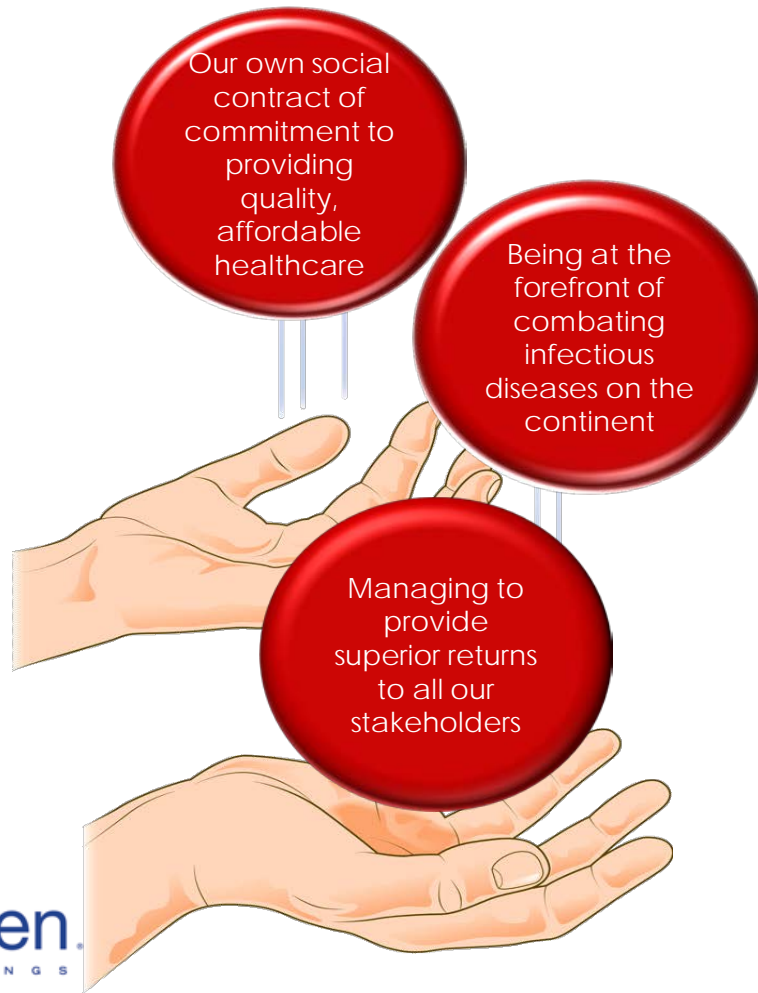 Our own social
contract of
commitment to
providing
quality,
affordable
healthcare
Being at the
forefront of
combating
infectious
diseases on the
continent
Managing to
provide
superior returns
to all our
stakeholders
en.
N G S